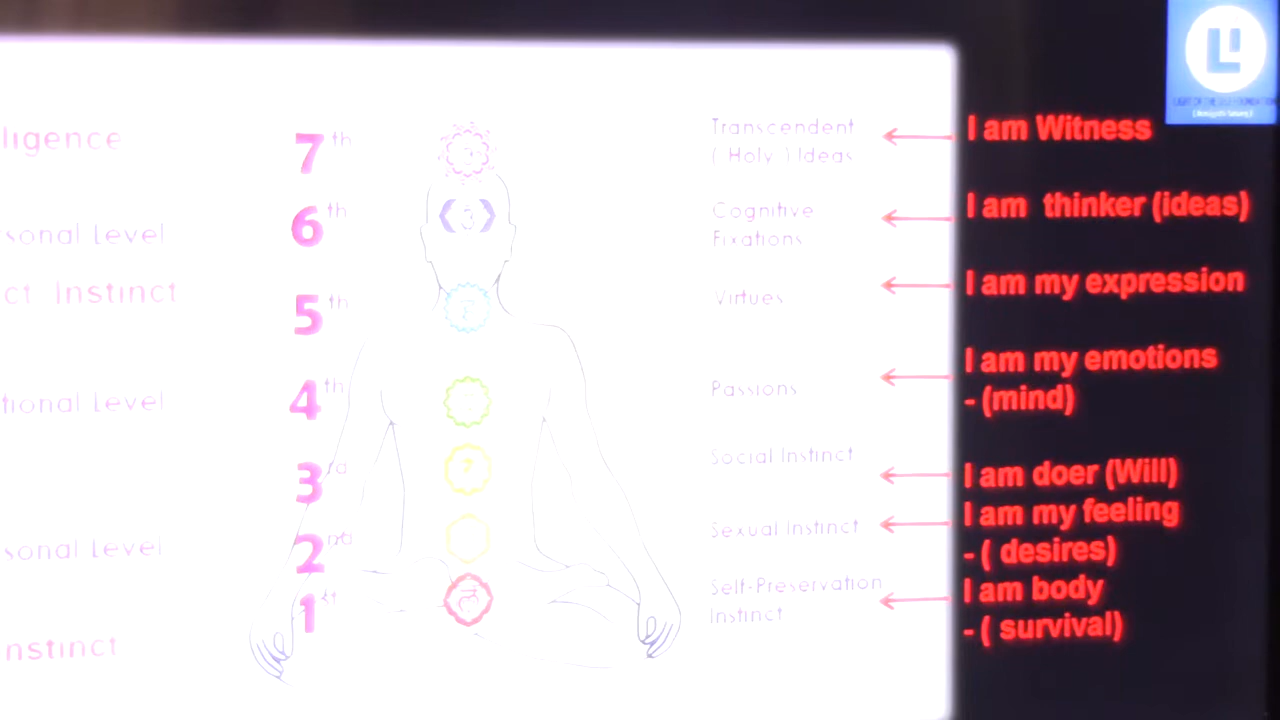 ligence
sonal Level
ct Instinct
tional Level
sonal Level
nstinct
7th
6th
5th
4th
3rd
2nd
1st
Transcendent
( Holy ) Ideas
Cognitive
Fixations
Virtues
Passions
Social Instinct
Sexual Instinct
Self-Preservation
Instinct
I am Witness
I am thinker (ideas)
I am my expression
I am my emotions
- (mind)
I am doer (Will)
I am my feeling
- ( desires)
I am body
- ( survival)